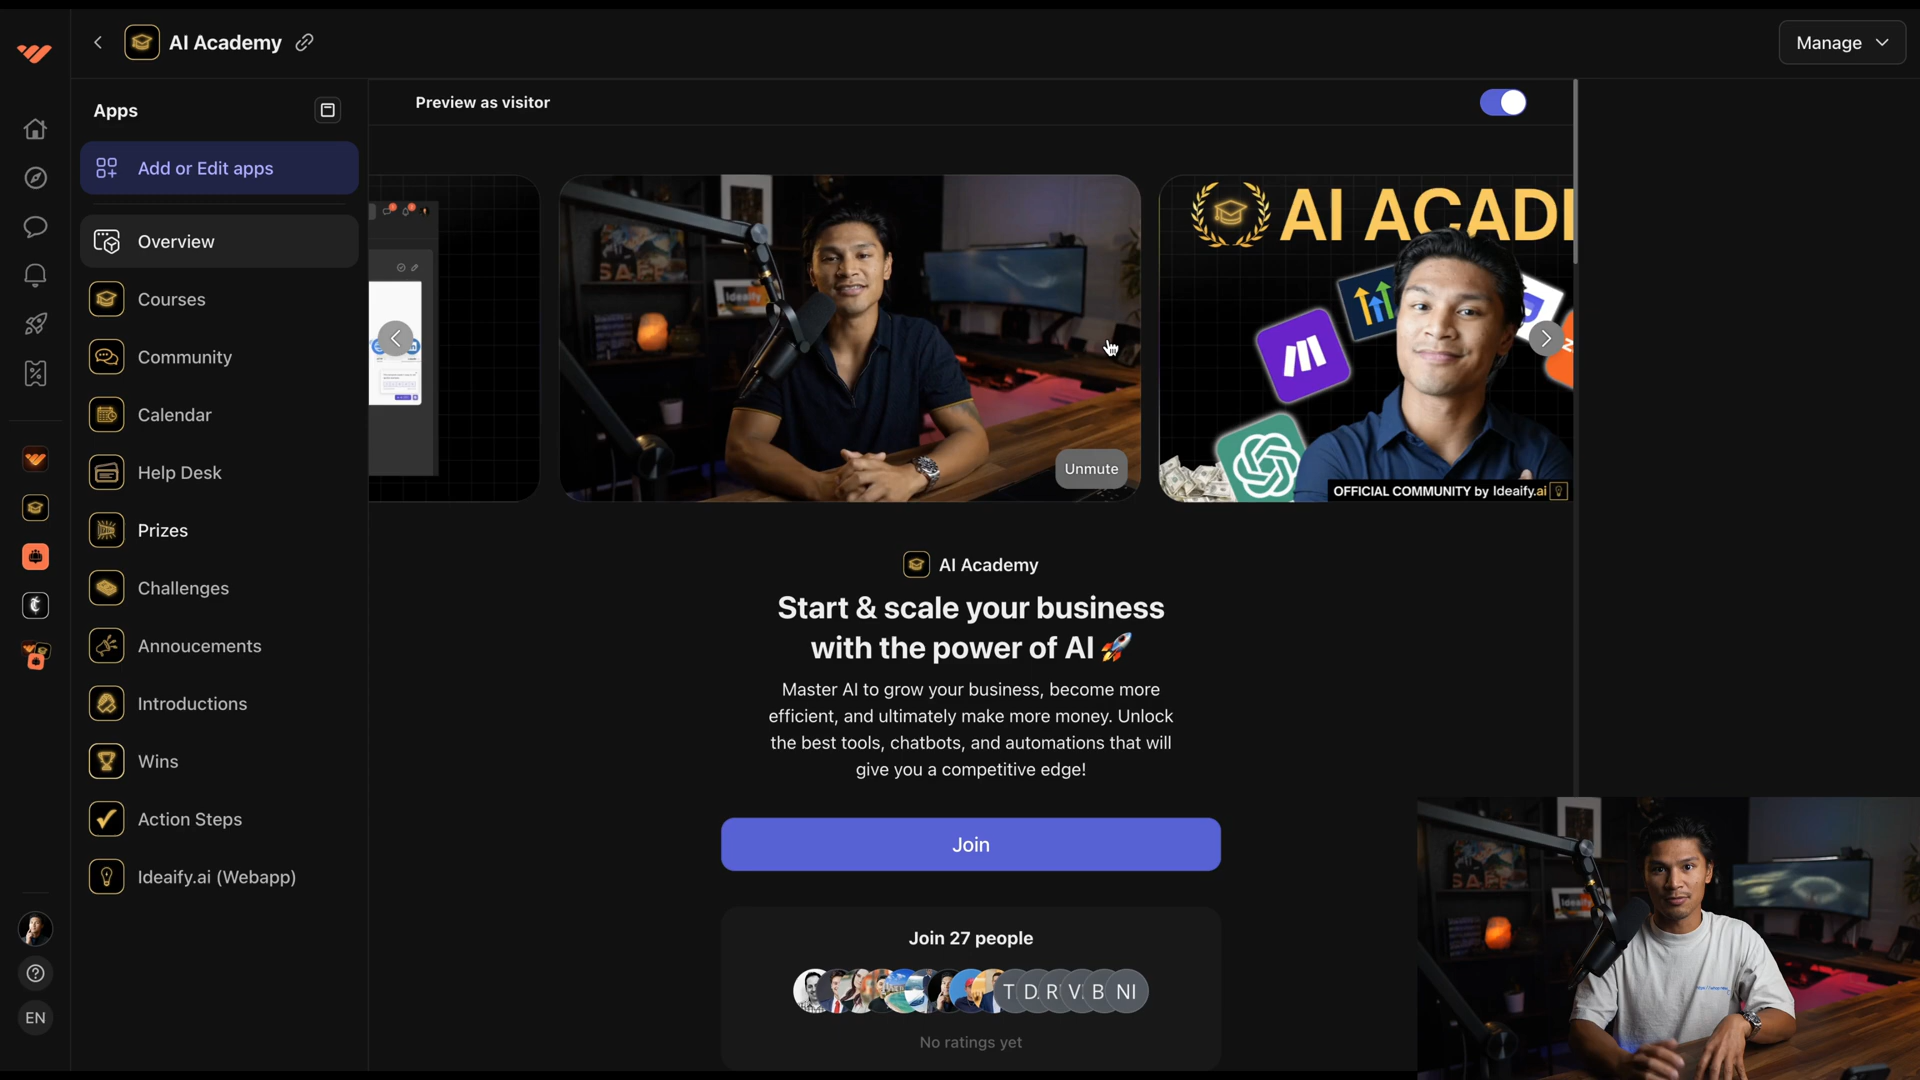 AI Academy
Manage
Apps
Preview as visitor
Add or Edit apps
Overview
Courses
Community
Calendar
Help Desk
Prizes
Challenges
Annoucements
Introductions
Wins
Action Steps
Ideaify.ai (Webapp)
EN
Ideaify
Unmute
AI ACAD
OFFICIAL COMMUNITY by Ideaify.ai
AI Academy
Start & scale your business
with the power of AI 🚀
Master AI to grow your business, become more
efficient, and ultimately make more money. Unlock
the best tools, chatbots, and automations that will
give you a competitive edge!
Join
Join 27 people
T D. R V. B NI
No ratings yet